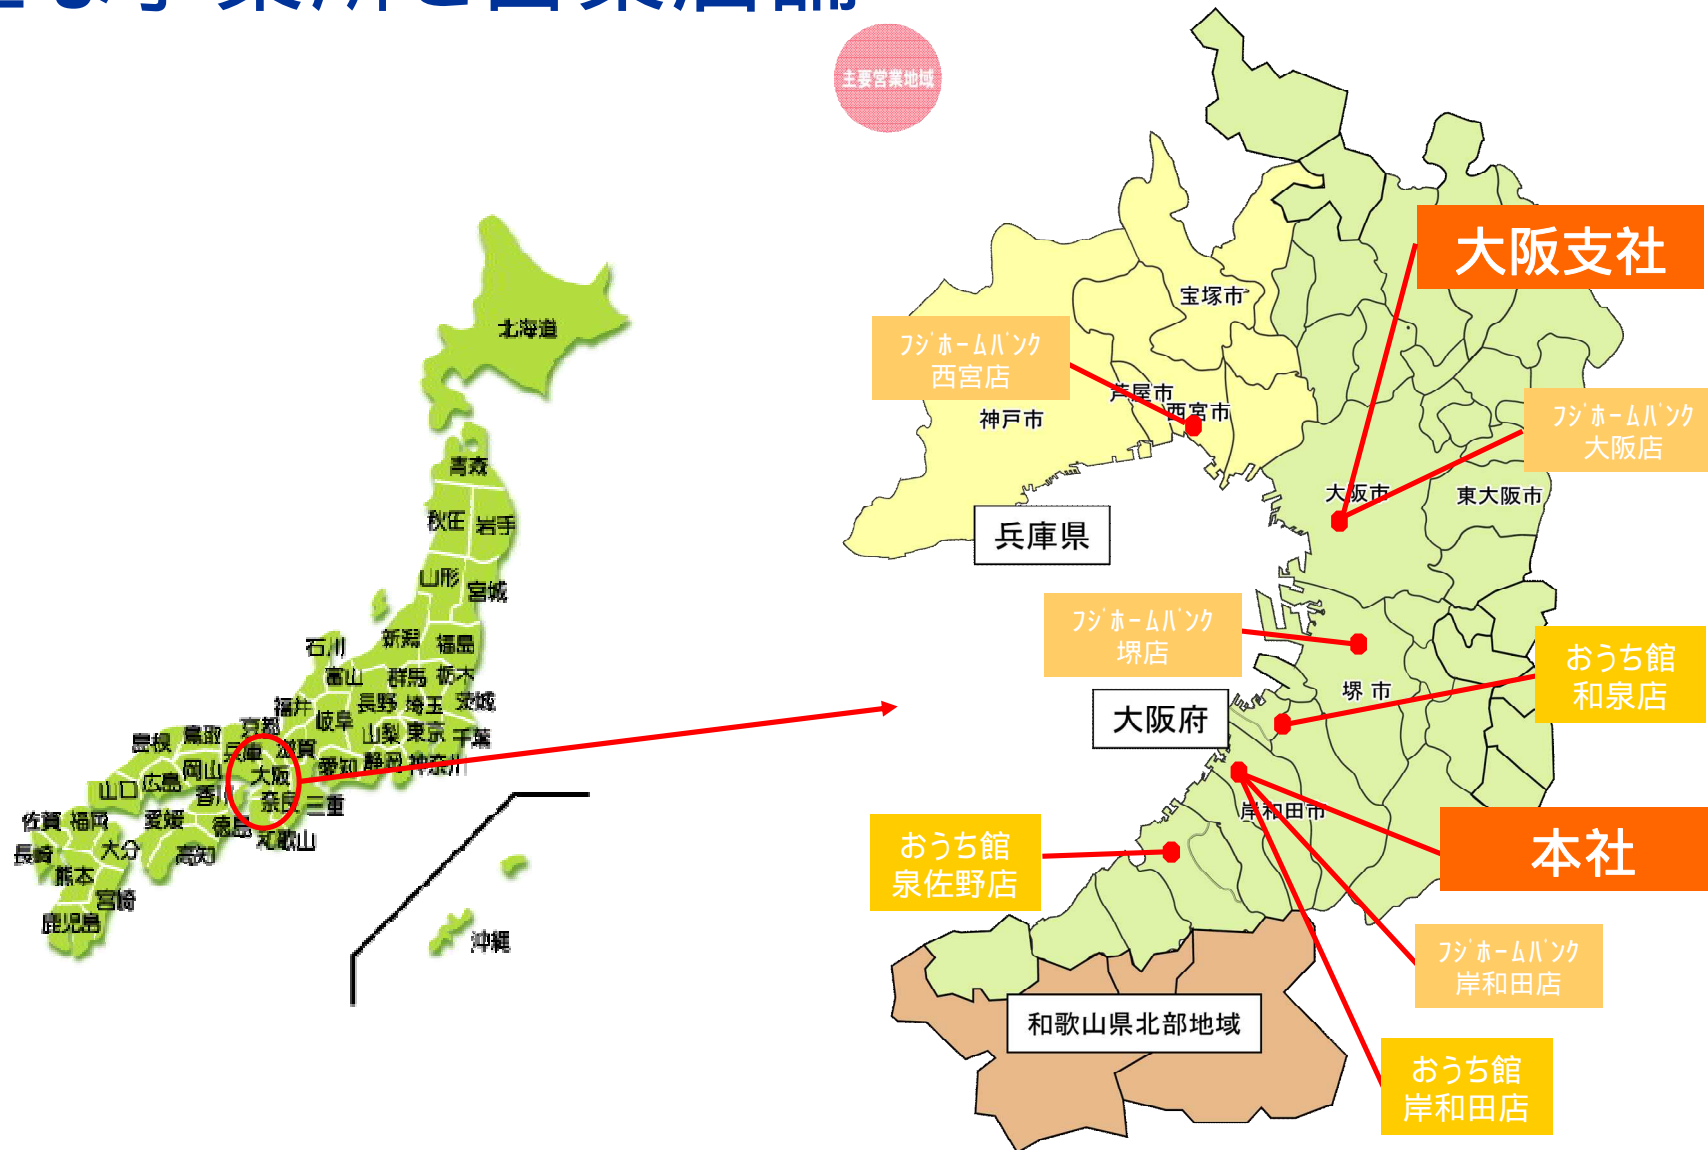 主な事業所と営業店舗
主要営業地域
北海道
青森
秋田
岩手
山形
宮城
石川
新潟
福島
富山
群馬
栃木
福井
長野
埼玉
茨城
岐阜
京都
山梨
東京
千葉
島根
鳥取
兵庫
滋賀
愛知
静岡
神奈川
岡山
大阪
山口
広島
香川
奈良
三重
佐賀
福岡
愛媛
徳島
和歌山
長崎
大分
高知
熊本
宮崎
鹿児島
沖縄
大阪支社
宝塚市
フジホームバンク
西宮店
芦屋市
西宮市
神戸市
フジホームバンク
大阪店
大阪市
東大阪市
兵庫県
フジホームバンク
堺店
おうち館
和泉店
堺市
大阪府
岸和田市
おうち館
泉佐野店
本社
フジホームバンク
岸和田店
和歌山県北部地域
おうち館
岸和田店